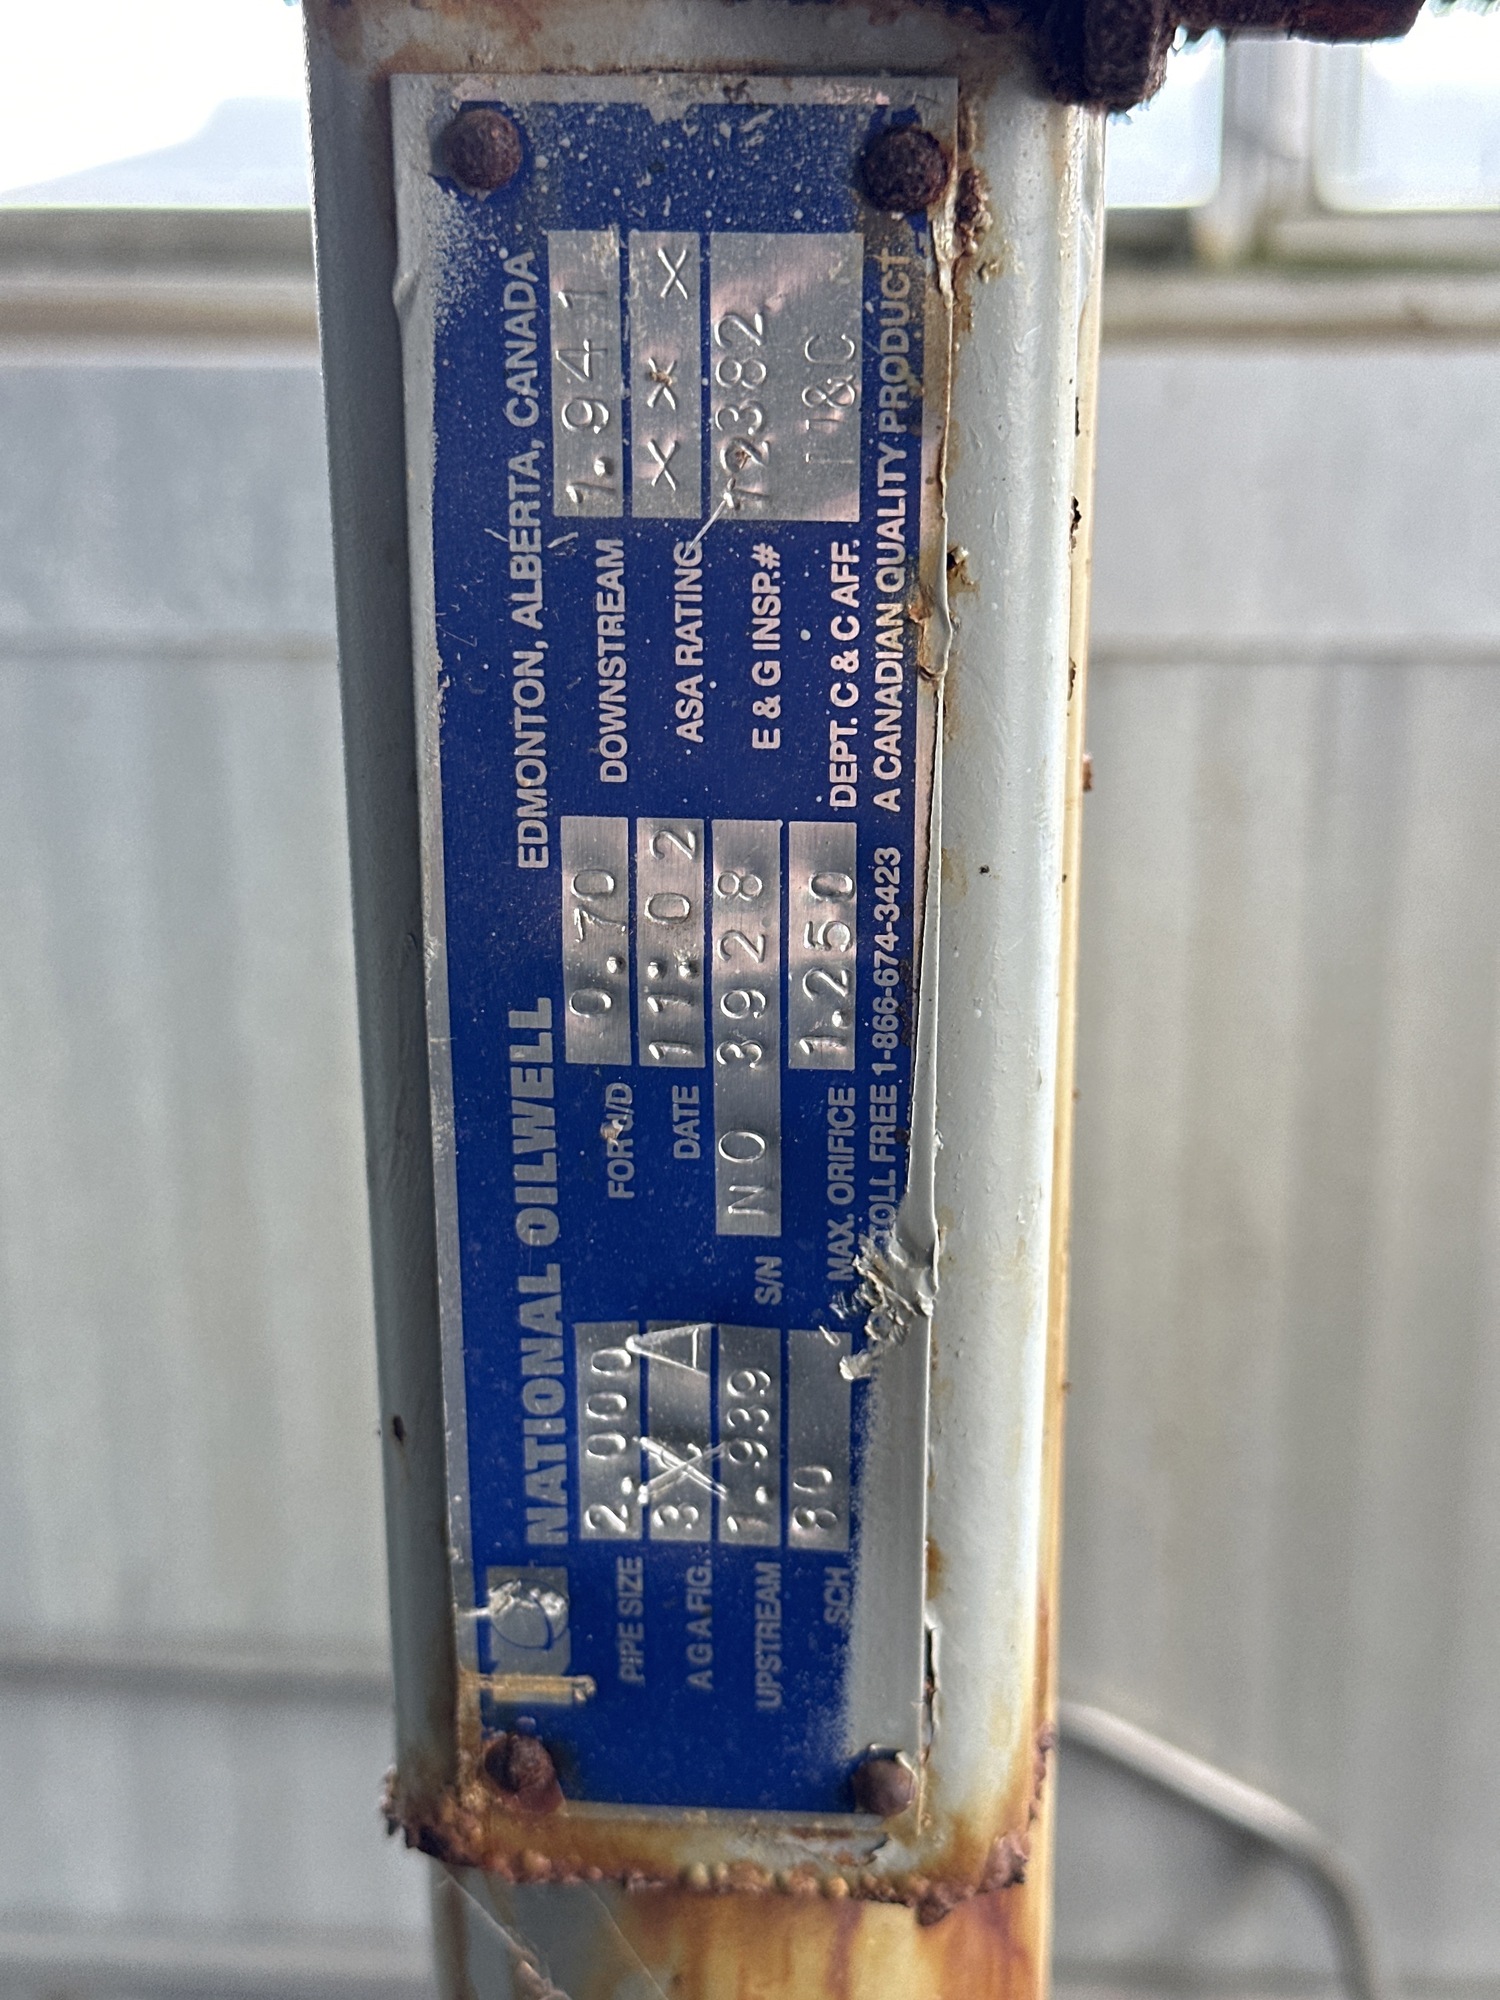 NATIONAL OILWELL EDMONTON, ALBERTA, CANADA
PIPE SIZE 2.000 FOR d/D 0.70 DOWNSTREAM 1.941
A G A FIG. 3 X A DATE 11:02 ASA RATING X X X X
UPSTREAM 1.939 S/N NO 3928 E & G INSP.# 12382
SCH 80 MAX. ORIFICE 1.250 DEPT. C & C AFF. &C
TOLL FREE 1-866-674-3423 A CANADIAN QUALITY PRODUCT